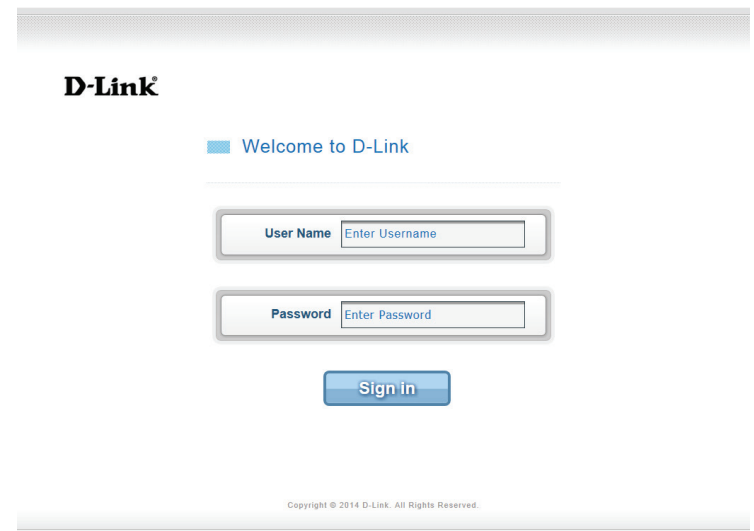 D-Link®
Welcome to D-Link
User Name Enter Username
Password Enter Password
Sign in
Copyright © 2014 D-Link. All Rights Reserved.